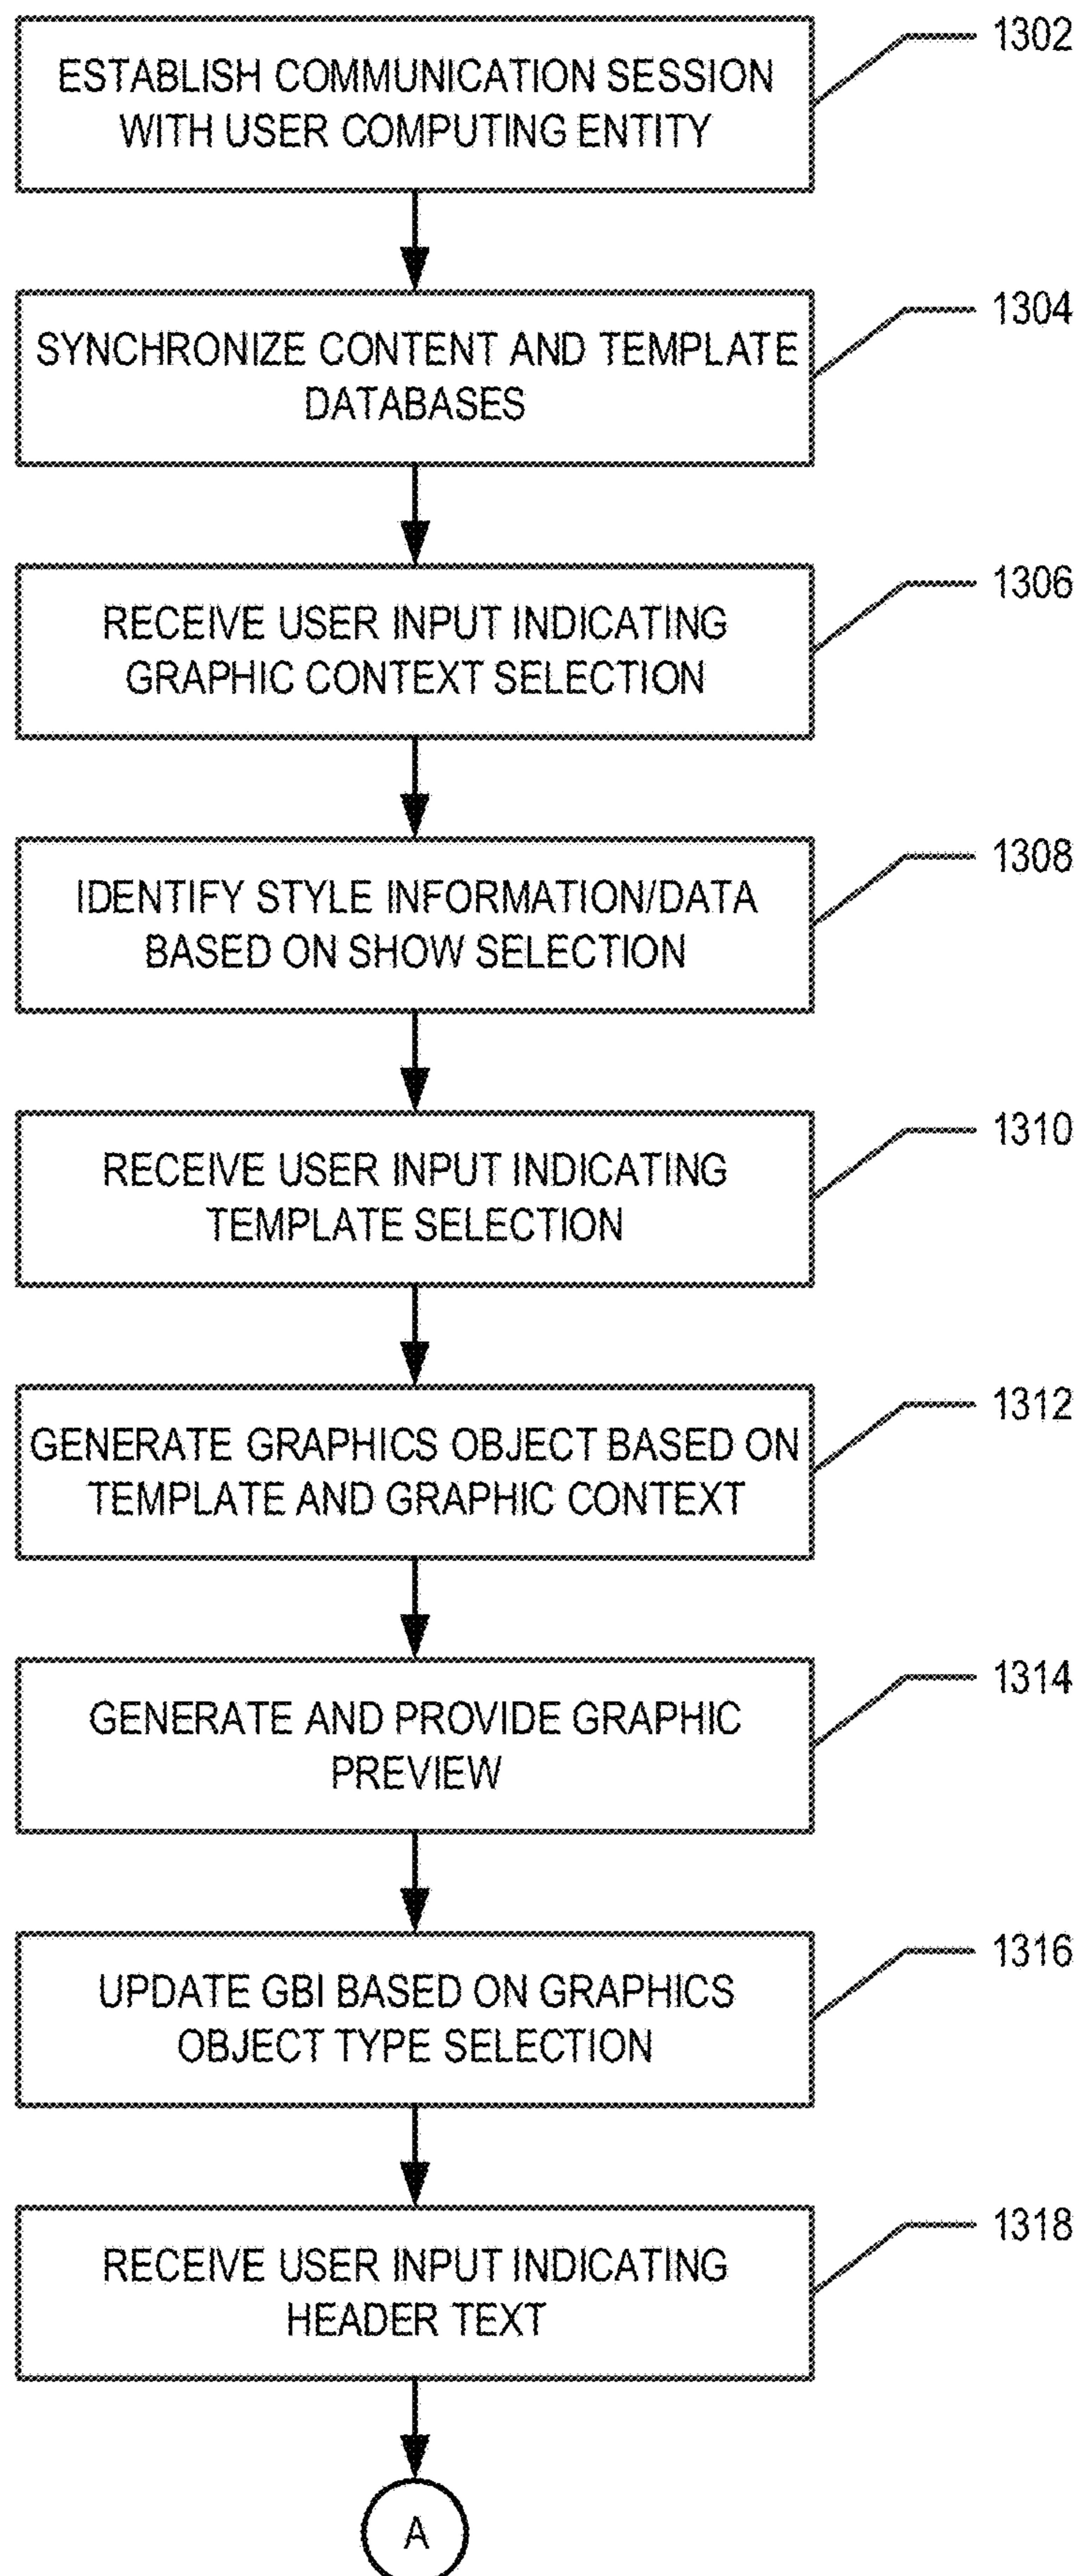 ESTABLISH COMMUNICATION SESSION
WITH USER COMPUTING ENTITY
1302
SYNCHRONIZE CONTENT AND TEMPLATE
DATABASES
1304
RECEIVE USER INPUT INDICATING
GRAPHIC CONTEXT SELECTION
1306
IDENTIFY STYLE INFORMATION/DATA
BASED ON SHOW SELECTION
1308
RECEIVE USER INPUT INDICATING
TEMPLATE SELECTION
1310
GENERATE GRAPHICS OBJECT BASED ON
TEMPLATE AND GRAPHIC CONTEXT
1312
GENERATE AND PROVIDE GRAPHIC
PREVIEW
1314
UPDATE GBI BASED ON GRAPHICS
OBJECT TYPE SELECTION
1316
RECEIVE USER INPUT INDICATING
HEADER TEXT
1318
A